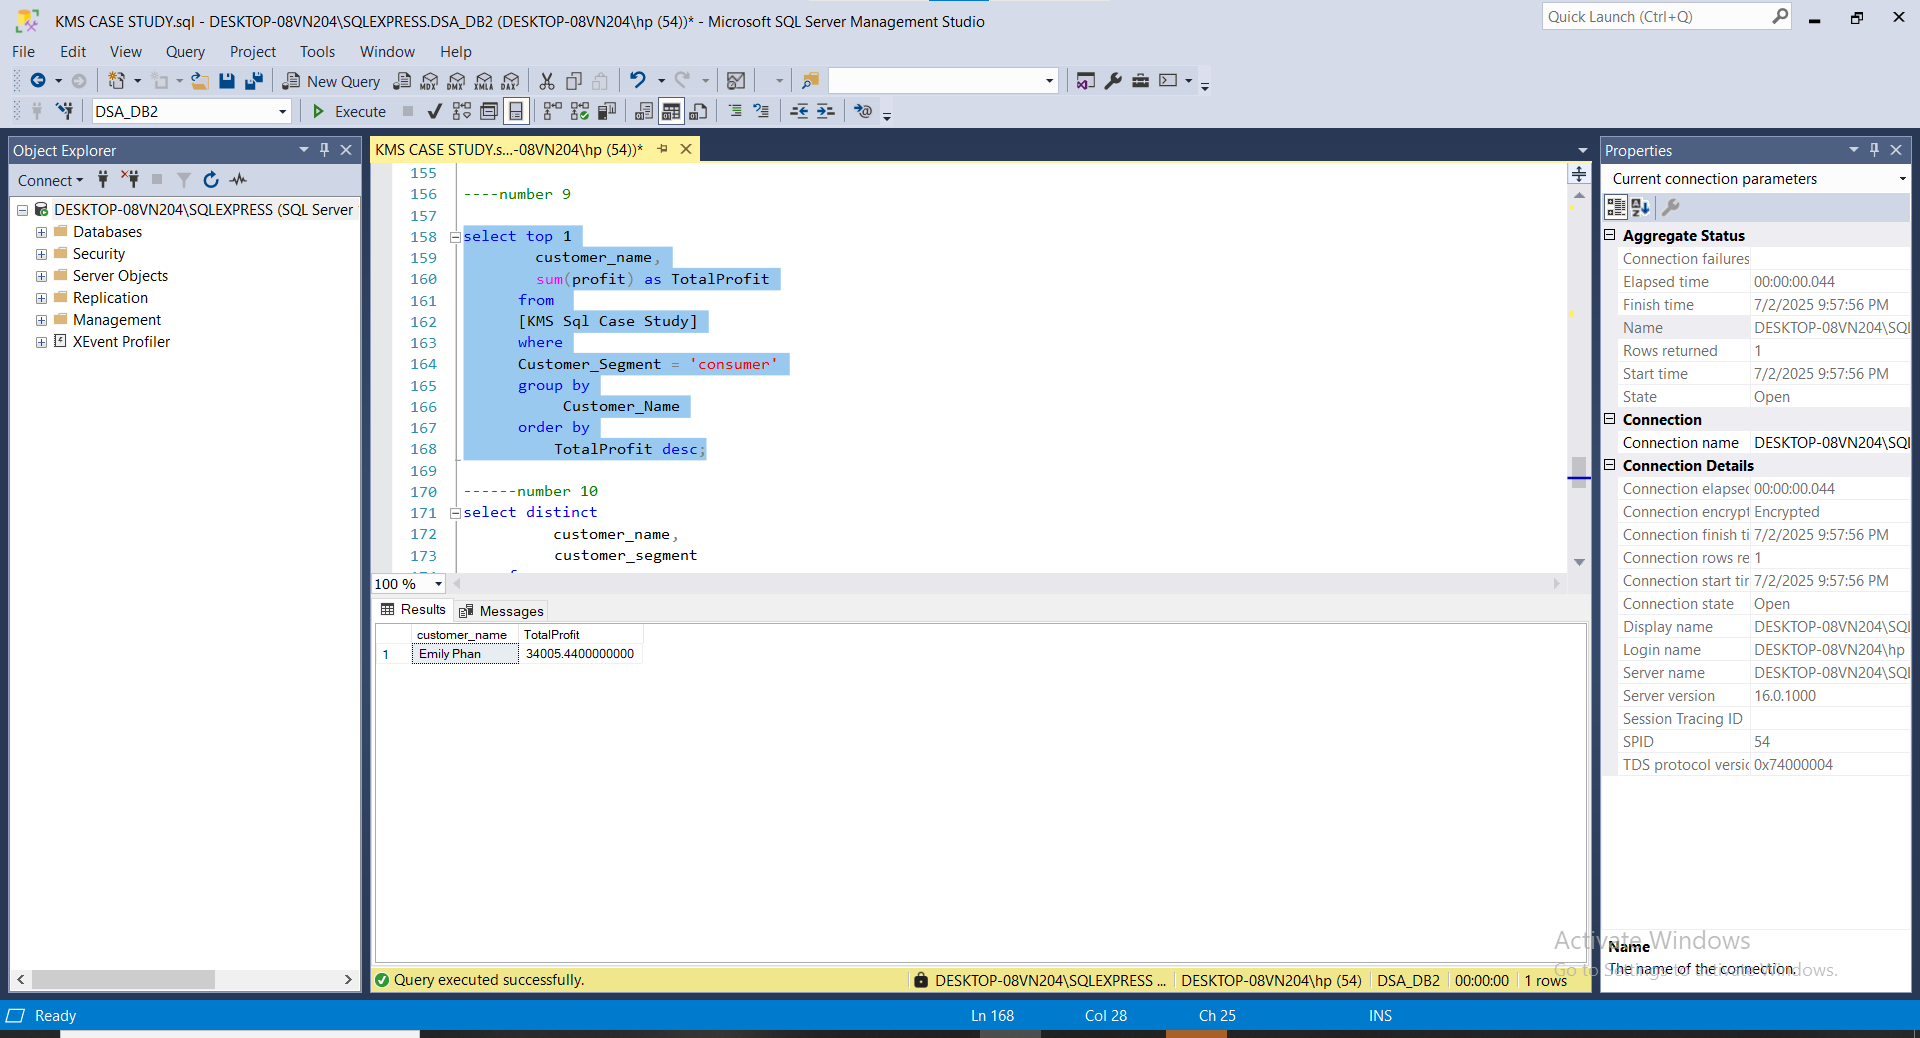 KMS CASE STUDY.sql - DESKTOP-08VN204\SQLEXPRESS.DSA_DB2 (DESKTOP-08VN204\hp (54))* - Microsoft SQL Server Management Studio
Quick Launch (Ctrl+Q)
File Edit View Query Project Tools Window Help
New Query MDX DMX XMLA DAX
DSA_DB2 Execute
Object Explorer
Connect
DESKTOP-08VN204\SQLEXPRESS (SQL Server
Databases
Security
Server Objects
Replication
Management
XEvent Profiler
KMS CASE STUDY.s...-08VN204\hp (54))*
155
156 ----number 9
157
158 select top 1
159 customer_name,
160 sum(profit) as TotalProfit
161 from
162 [KMS Sql Case Study]
163 where
164 Customer_Segment = 'consumer'
165 group by
166 Customer_Name
167 order by
168 TotalProfit desc;
169
170 ------number 10
171 select distinct
172 customer_name,
173 customer_segment
100 %
Results Messages
customer_name TotalProfit
1 Emily Phan 34005.4400000000
Query executed successfully.
DESKTOP-08VN204\SQLEXPRESS ... DESKTOP-08VN204\hp (54) DSA_DB2 00:00:00 1 rows
Properties
Current connection parameters
Aggregate Status
Connection failures
Elapsed time 00:00:00.044
Finish time 7/2/2025 9:57:56 PM
Name DESKTOP-08VN204\SQl
Rows returned 1
Start time 7/2/2025 9:57:56 PM
State Open
Connection
Connection name DESKTOP-08VN204\SQl
Connection Details
Connection elapsec 00:00:00.044
Connection encrypt Encrypted
Connection finish ti 7/2/2025 9:57:56 PM
Connection rows re 1
Connection start tir 7/2/2025 9:57:56 PM
Connection state Open
Display name DESKTOP-08VN204\SQl
Login name DESKTOP-08VN204\hp
Server name DESKTOP-08VN204\SQl
Server version 16.0.1000
Session Tracing ID
SPID 54
TDS protocol versic 0x74000004
Activate Windows
Go to Settings to activate Windows.
Name
The name of the connection.
Ready Ln 168 Col 28 Ch 25 INS